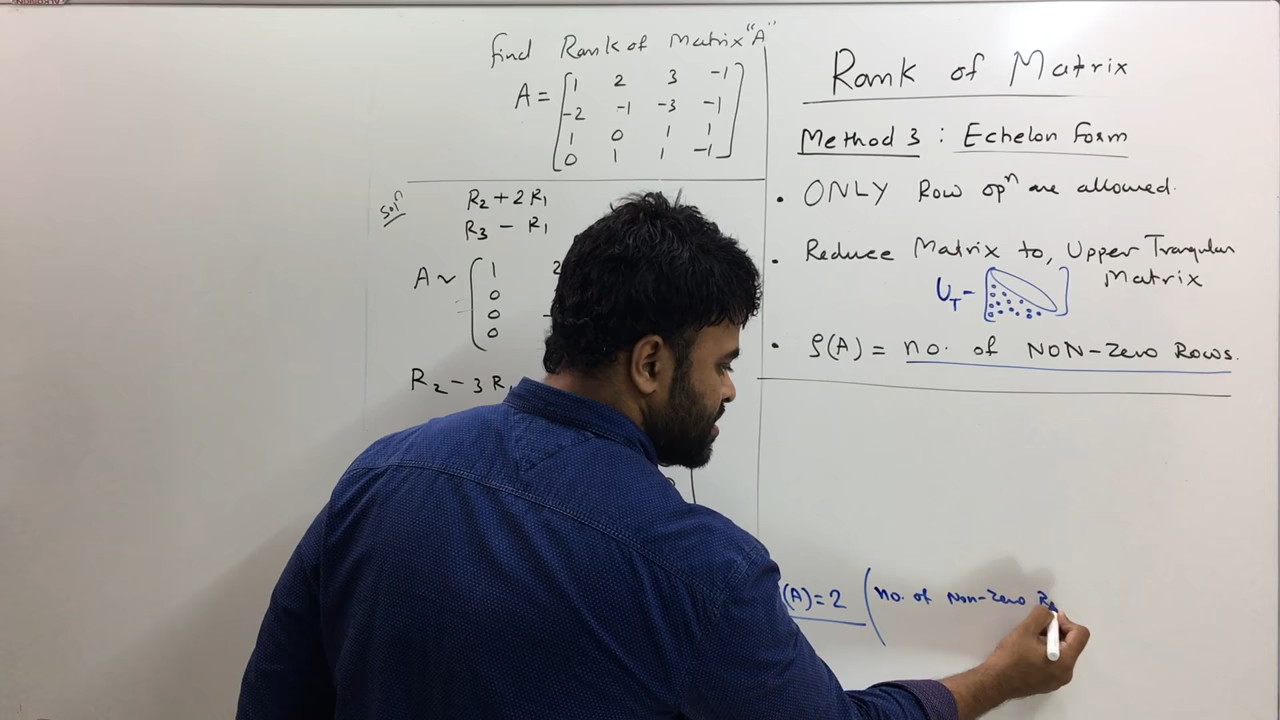 find Rank of Matrix "A"
A = [1 2 3 -1
-2 -1 -3 -1
1 0 1 1
0 1 1 -1]
Solⁿ
R₂ + 2R₁
R₃ - R₁
A ~ [1 2
0
0 -
0
R₂ - 3R
Rank of Matrix
Method 3 : Echelon Form
• ONLY Row opⁿ are allowed.
• Reduce Matrix to, Upper Trangular
Matrix
U_T =
• ρ(A) = no. of NON-Zero Rows.
(A) = 2 (no. of Non-Zero